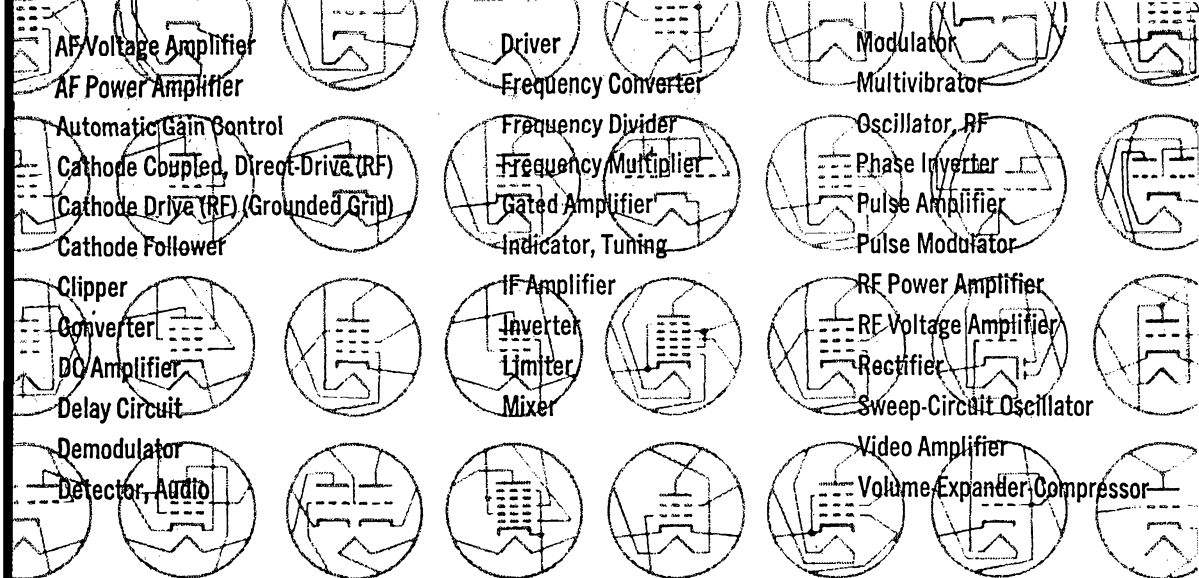 AF Voltage Amplifier
AF Power Amplifier
Automatic Gain Control
Cathode Coupled, Direct-Drive (RF)
Cathode Drive (RF) (Grounded Grid)
Cathode Follower
Clipper
Converter
DC Amplifier
Delay Circuit
Demodulator
Detector, Audio
Driver
Frequency Converter
Frequency Divider
Frequency Multiplier
Gated Amplifier
Indicator, Tuning
IF Amplifier
Inverter
Limiter
Mixer
Modulator
Multivibrator
Oscillator, RF
Phase Inverter
Pulse Amplifier
Pulse Modulator
RF Power Amplifier
RF Voltage Amplifier
Rectifier
Sweep-Circuit Oscillator
Video Amplifier
Volume Expander Compressor